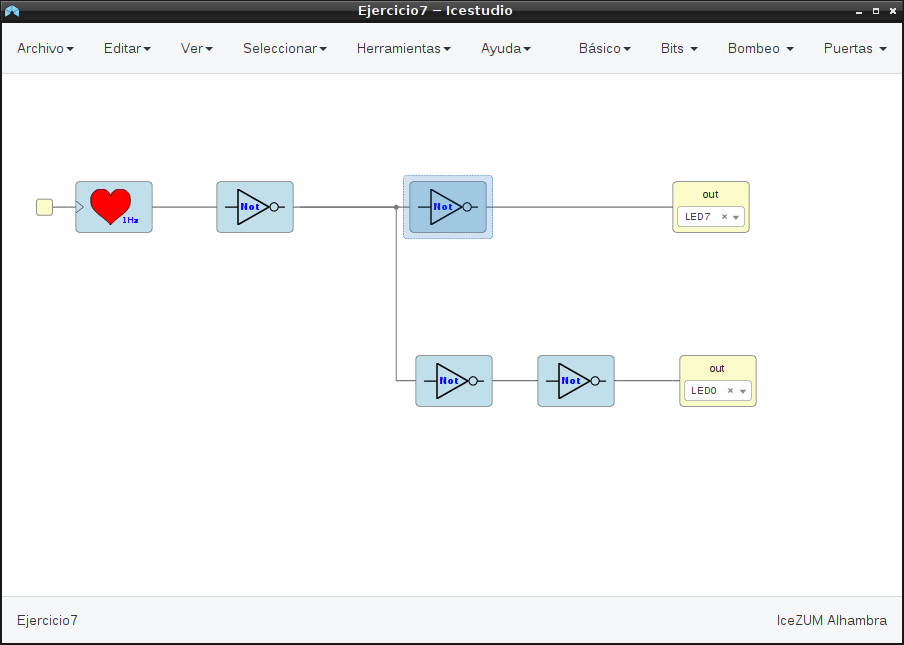 Ejercicio7 – Icestudio
Archivo Editar Ver Seleccionar Herramientas Ayuda Básico Bits Bombeo Puertas
1Hz
Not
Not
out
LED7
Not
Not
out
LED0
Ejercicio7
IceZUM Alhambra